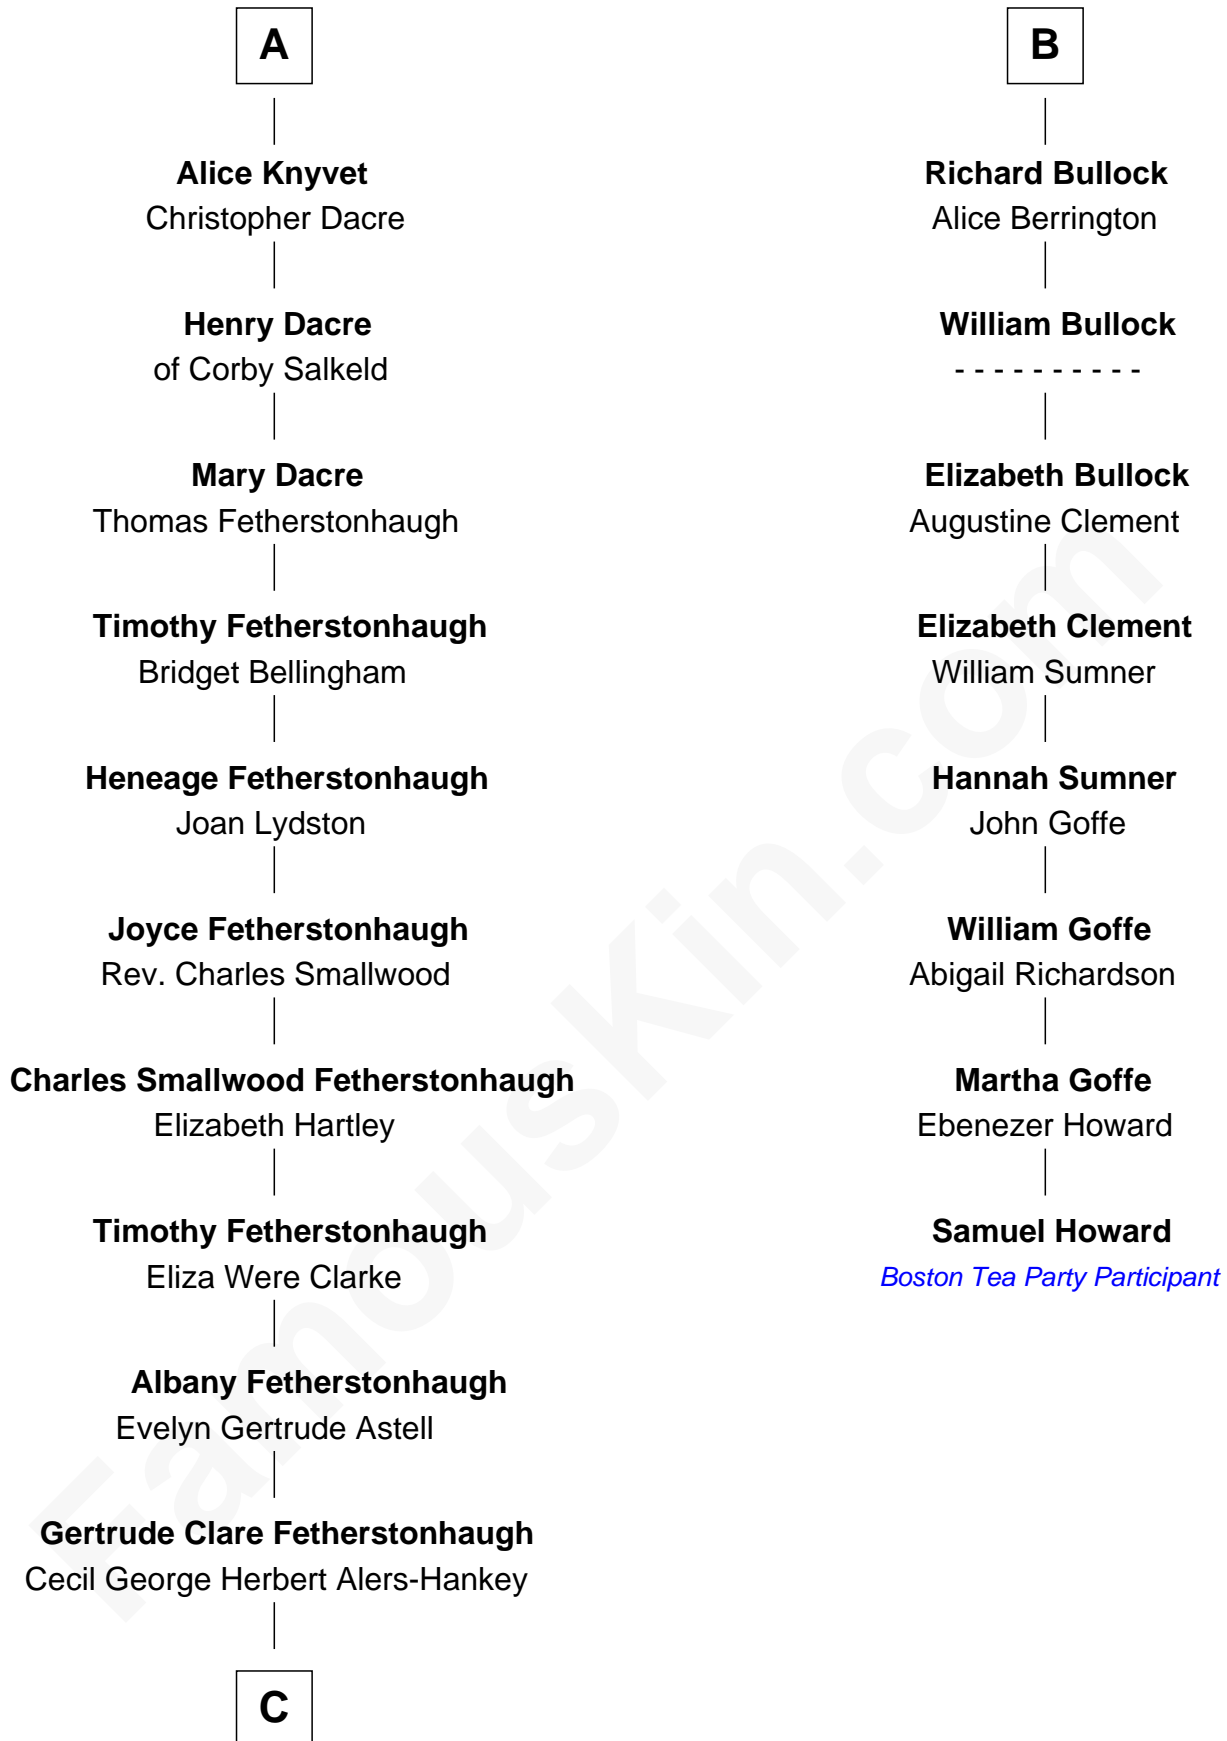 A
Alice Knyvet
Christopher Dacre
Henry Dacre
of Corby Salkeld
Mary Dacre
Thomas Fetherstonhaugh
Timothy Fetherstonhaugh
Bridget Bellingham
Heneage Fetherstonhaugh
Joan Lydston
Joyce Fetherstonhaugh
Rev. Charles Smallwood
Charles Smallwood Fetherstonhaugh
Elizabeth Hartley
Timothy Fetherstonhaugh
Eliza Were Clarke
Albany Fetherstonhaugh
Evelyn Gertrude Astell
Gertrude Clare Fetherstonhaugh
Cecil George Herbert Alers-Hankey
C
B
Richard Bullock
Alice Berrington
William Bullock
- - - - - - - - - -
Elizabeth Bullock
Augustine Clement
Elizabeth Clement
William Sumner
Hannah Sumner
John Goffe
William Goffe
Abigail Richardson
Martha Goffe
Ebenezer Howard
Samuel Howard
Boston Tea Party Participant
FamousKin.com